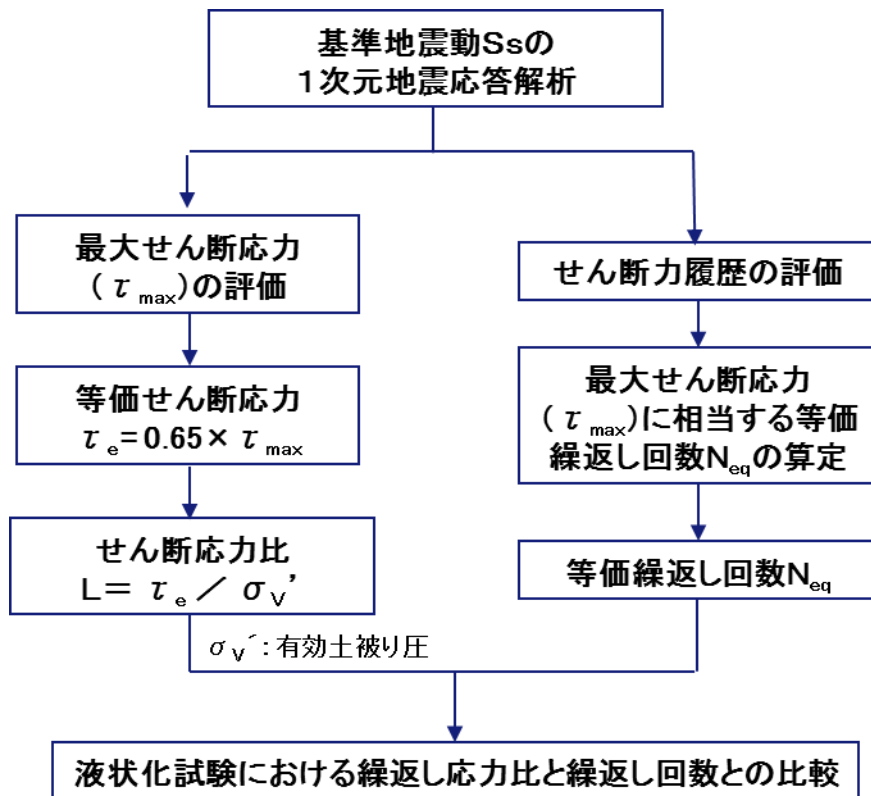 基準地震動Ssの
1次元地震応答解析
最大せん断応力
(τmax)の評価
等価せん断応力
τe=0.65×τmax
せん断応力比
L=τe/σV'
σV´:有効土被り圧
せん断力履歴の評価
最大せん断応力
(τmax)に相当する等価
繰返し回数Neqの算定
等価繰返し回数Neq
液状化試験における繰返し応力比と繰返し回数との比較